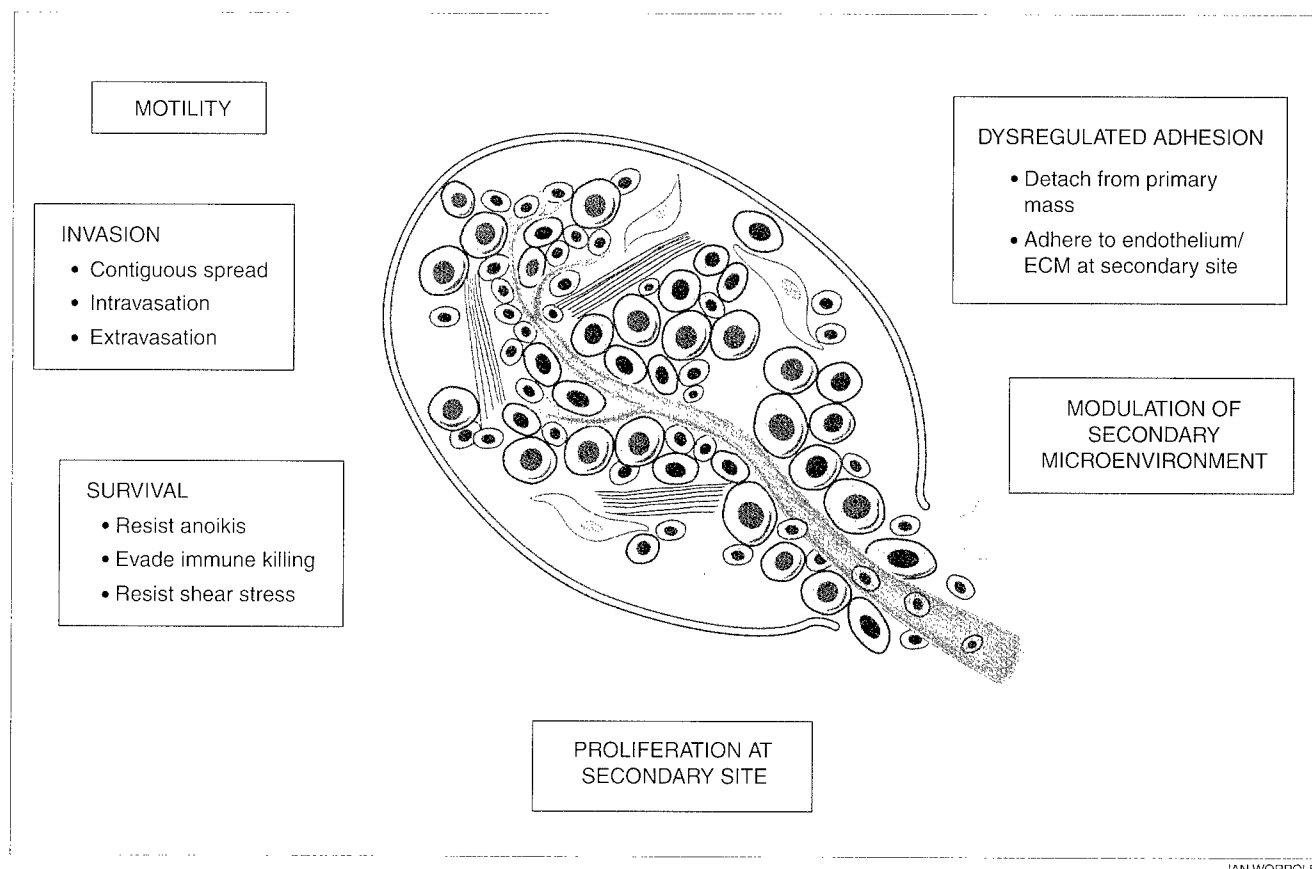 MOTILITY
INVASION
• Contiguous spread
• Intravasation
• Extravasation
SURVIVAL
• Resist anoikis
• Evade immune killing
• Resist shear stress
DYSREGULATED ADHESION
• Detach from primary
mass
• Adhere to endothelium/
ECM at secondary site
MODULATION OF
SECONDARY
MICROENVIRONMENT
PROLIFERATION AT
SECONDARY SITE